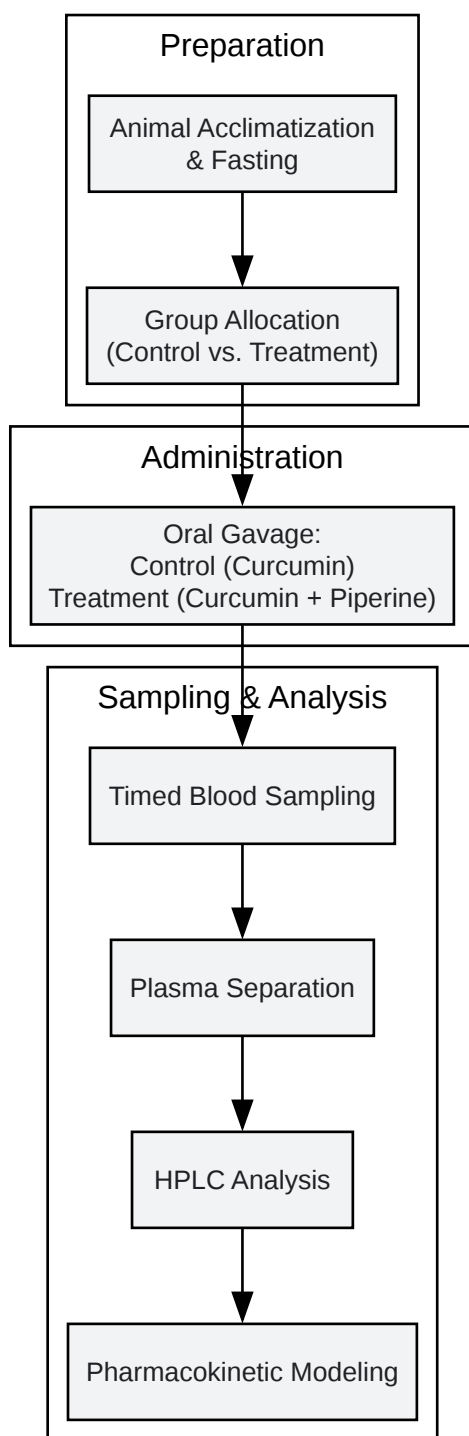 Preparation
Animal Acclimatization
& Fasting
Group Allocation
(Control vs. Treatment)
Administration
Oral Gavage:
Control (Curcumin)
Treatment (Curcumin + Piperine)
Sampling & Analysis
Timed Blood Sampling
Plasma Separation
HPLC Analysis
Pharmacokinetic Modeling